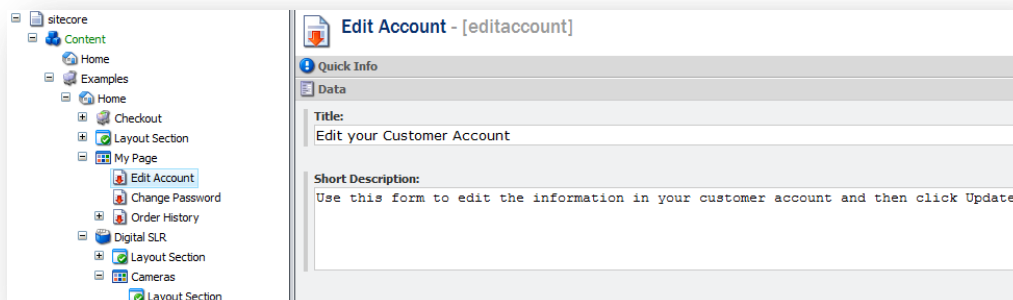 sitecore
Content
Home
Examples
Home
Checkout
Layout Section
My Page
Edit Account
Change Password
Order History
Digital SLR
Layout Section
Cameras
Layout Section
Edit Account - [editaccount]
Quick Info
Data
Title:
Edit your Customer Account
Short Description:
Use this form to edit the information in your customer account and then click Update